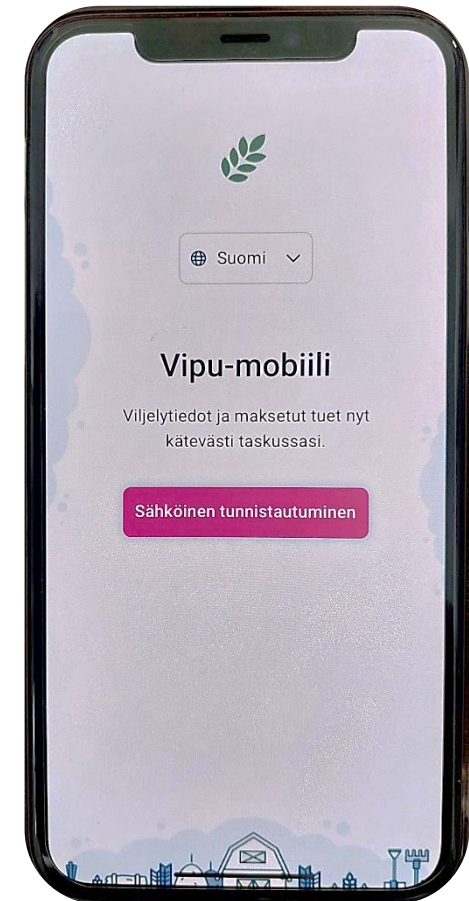 Suomi
Vipu-mobiili
Viljelytiedot ja maksetut tuet nyt
kätevästi taskussasi.
Sähköinen tunnistautuminen